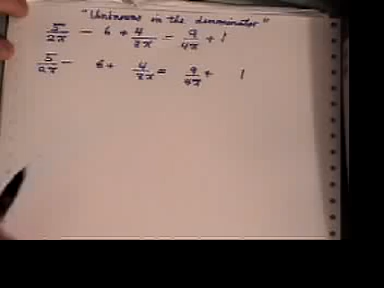 "Unknowns in the denominator"
5/2x - 6 + 4/3x = 9/4x + 1
5/2x - 6 + 4/3x = 9/4x + 1